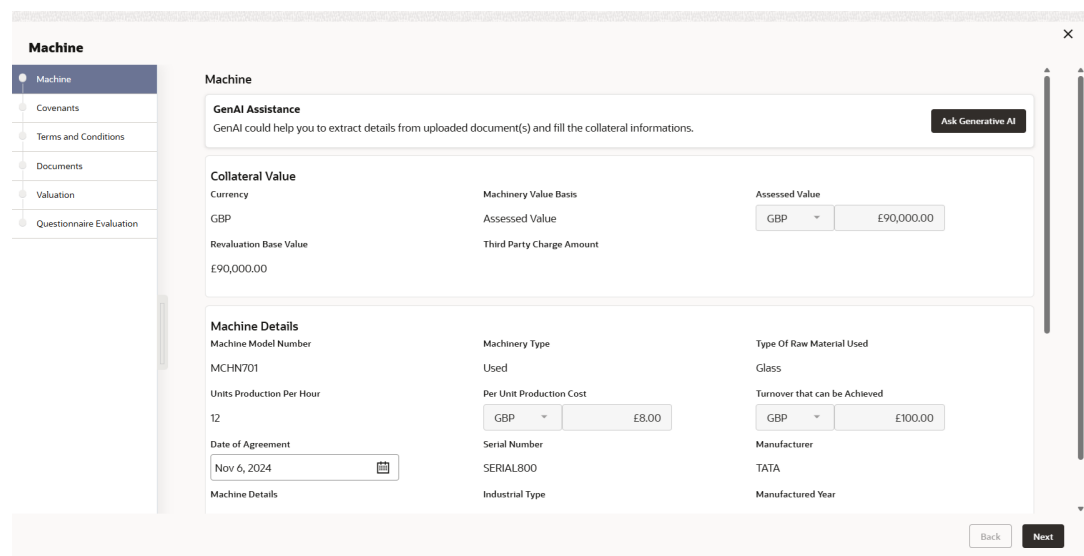 Machine
Machine
Covenants
Terms and Conditions
Documents
Valuation
Questionnaire Evaluation
Machine
GenAI Assistance
GenAI could help you to extract details from uploaded document(s) and fill the collateral informations.
Ask Generative AI
Collateral Value
Currency Machinery Value Basis Assessed Value
GBP Assessed Value GBP £90,000.00
Revaluation Base Value Third Party Charge Amount
£90,000.00
Machine Details
Machine Model Number Machinery Type Type Of Raw Material Used
MCHN701 Used Glass
Units Production Per Hour Per Unit Production Cost Turnover that can be Achieved
12 GBP £8.00 GBP £100.00
Date of Agreement Serial Number Manufacturer
Nov 6, 2024 SERIAL800 TATA
Machine Details Industrial Type Manufactured Year
Back Next